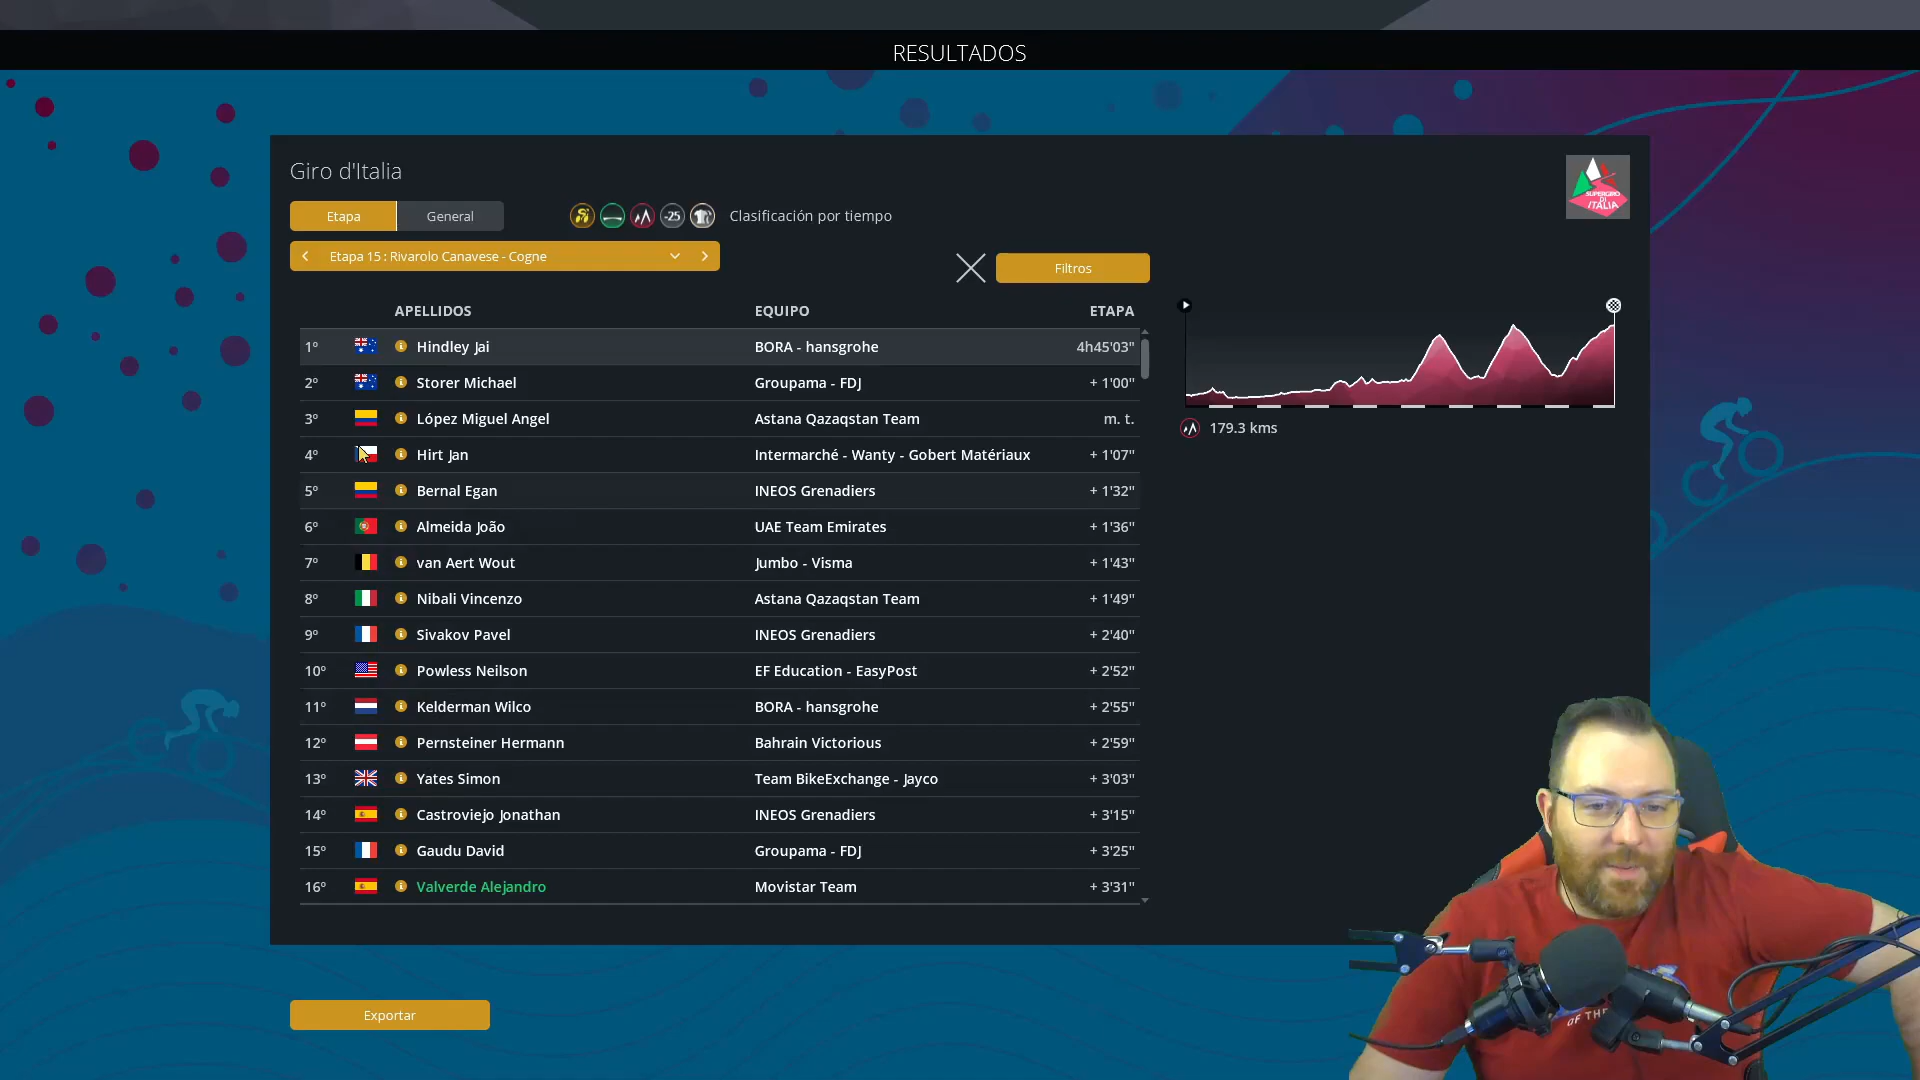 RESULTADOS
Giro d'Italia
SUPERGIRO
DI
ITALIA
Etapa General -25 Clasificación por tiempo
Etapa 15 : Rivarolo Canavese - Cogne
Filtros
APELLIDOS EQUIPO ETAPA
1º Hindley Jai BORA - hansgrohe 4h45'03"
2º Storer Michael Groupama - FDJ + 1'00"
3º López Miguel Angel Astana Qazaqstan Team m. t.
4º Hirt Jan Intermarché - Wanty - Gobert Matériaux + 1'07"
5º Bernal Egan INEOS Grenadiers + 1'32"
6º Almeida João UAE Team Emirates + 1'36"
7º van Aert Wout Jumbo - Visma + 1'43"
8º Nibali Vincenzo Astana Qazaqstan Team + 1'49"
9º Sivakov Pavel INEOS Grenadiers + 2'40"
10º Powless Neilson EF Education - EasyPost + 2'52"
11º Kelderman Wilco BORA - hansgrohe + 2'55"
12º Pernsteiner Hermann Bahrain Victorious + 2'59"
13º Yates Simon Team BikeExchange - Jayco + 3'03"
14º Castroviejo Jonathan INEOS Grenadiers + 3'15"
15º Gaudu David Groupama - FDJ + 3'25"
16º Valverde Alejandro Movistar Team + 3'31"
179.3 kms
Exportar
OF THE